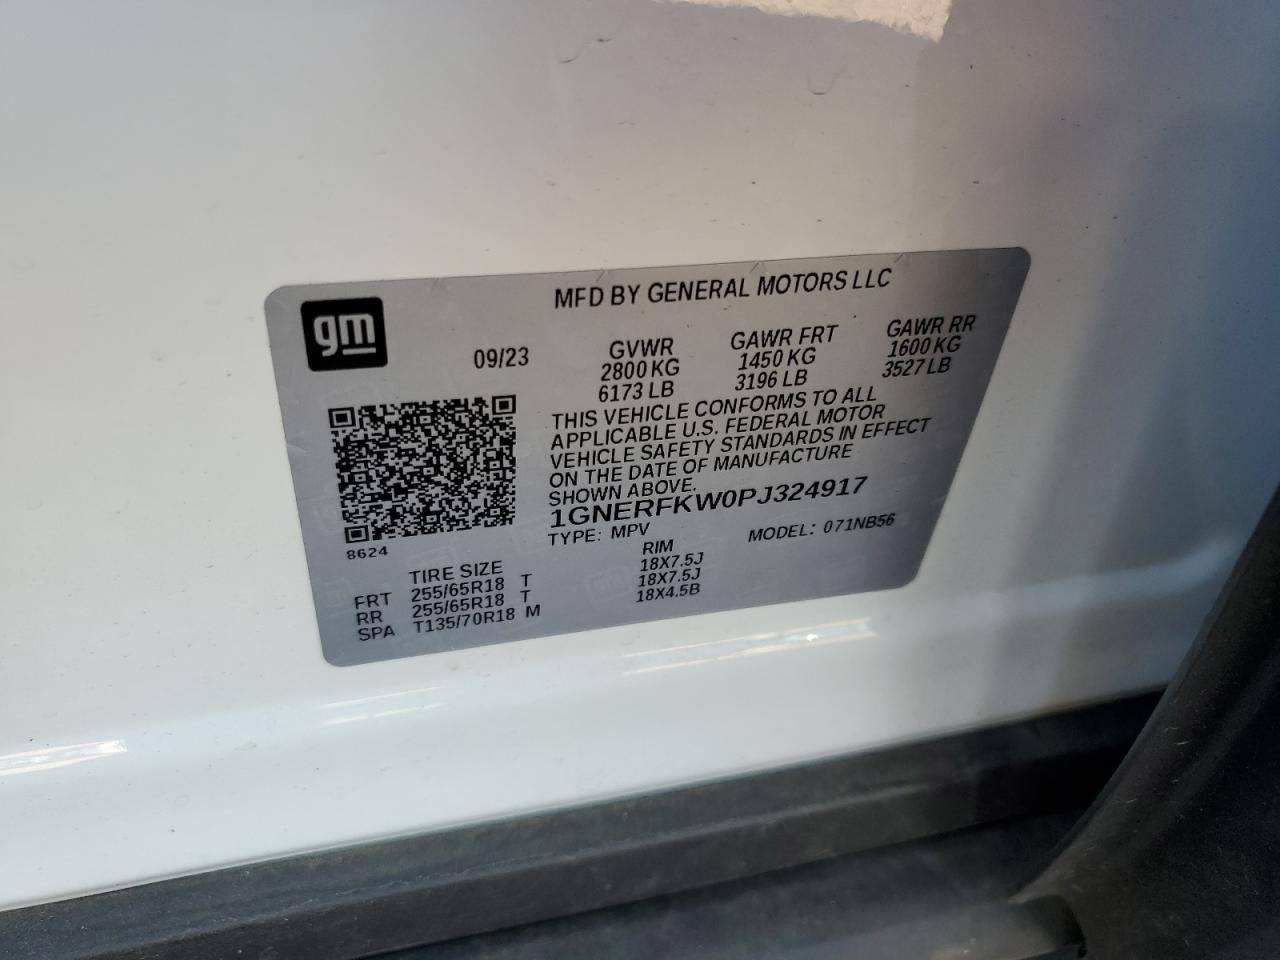 MFD BY GENERAL MOTORS LLC
gm
09/23
GVWR GAWR FRT GAWR RR
2800 KG 1450 KG 1600 KG
6173 LB 3196 LB 3527 LB
THIS VEHICLE CONFORMS TO ALL
APPLICABLE U.S. FEDERAL MOTOR
VEHICLE SAFETY STANDARDS IN EFFECT
ON THE DATE OF MANUFACTURE
SHOWN ABOVE.
1GNERFKW0PJ324917
TYPE: MPV MODEL: 071NB56
8624
TIRE SIZE RIM
FRT 255/65R18 T 18X7.5J
RR 255/65R18 T 18X7.5J
SPA T135/70R18 M 18X4.5B